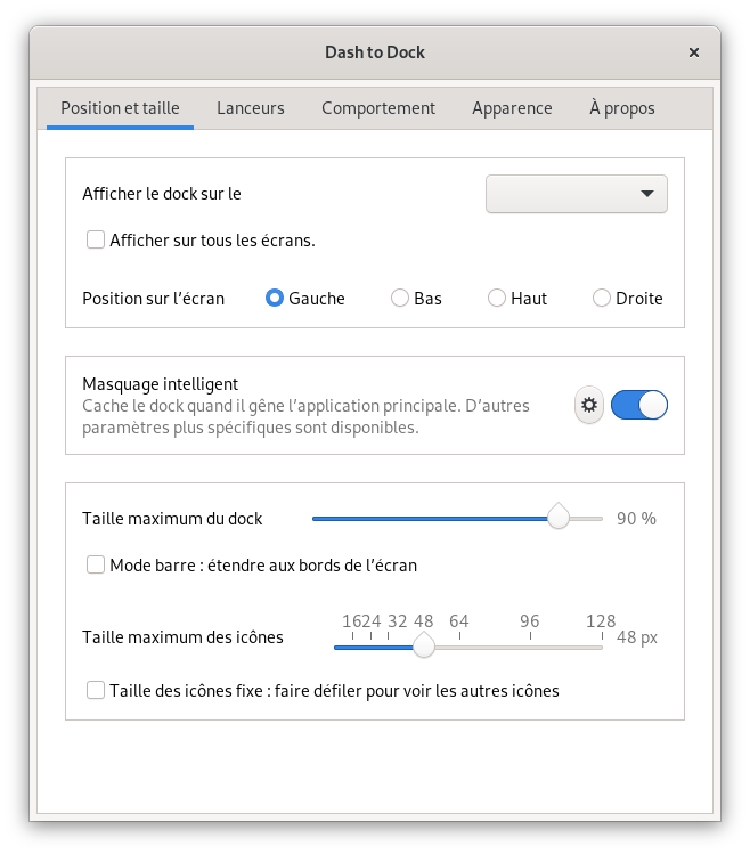 Dash to Dock
Position et taille Lanceurs Comportement Apparence À propos
Afficher le dock sur le
Afficher sur tous les écrans.
Position sur l’écran Gauche Bas Haut Droite
Masquage intelligent
Cache le dock quand il gêne l’application principale. D’autres
paramètres plus spécifiques sont disponibles.
Taille maximum du dock 90 %
Mode barre : étendre aux bords de l’écran
16 24 32 48 64 96 128
Taille maximum des icônes 48 px
Taille des icônes fixe : faire défiler pour voir les autres icônes